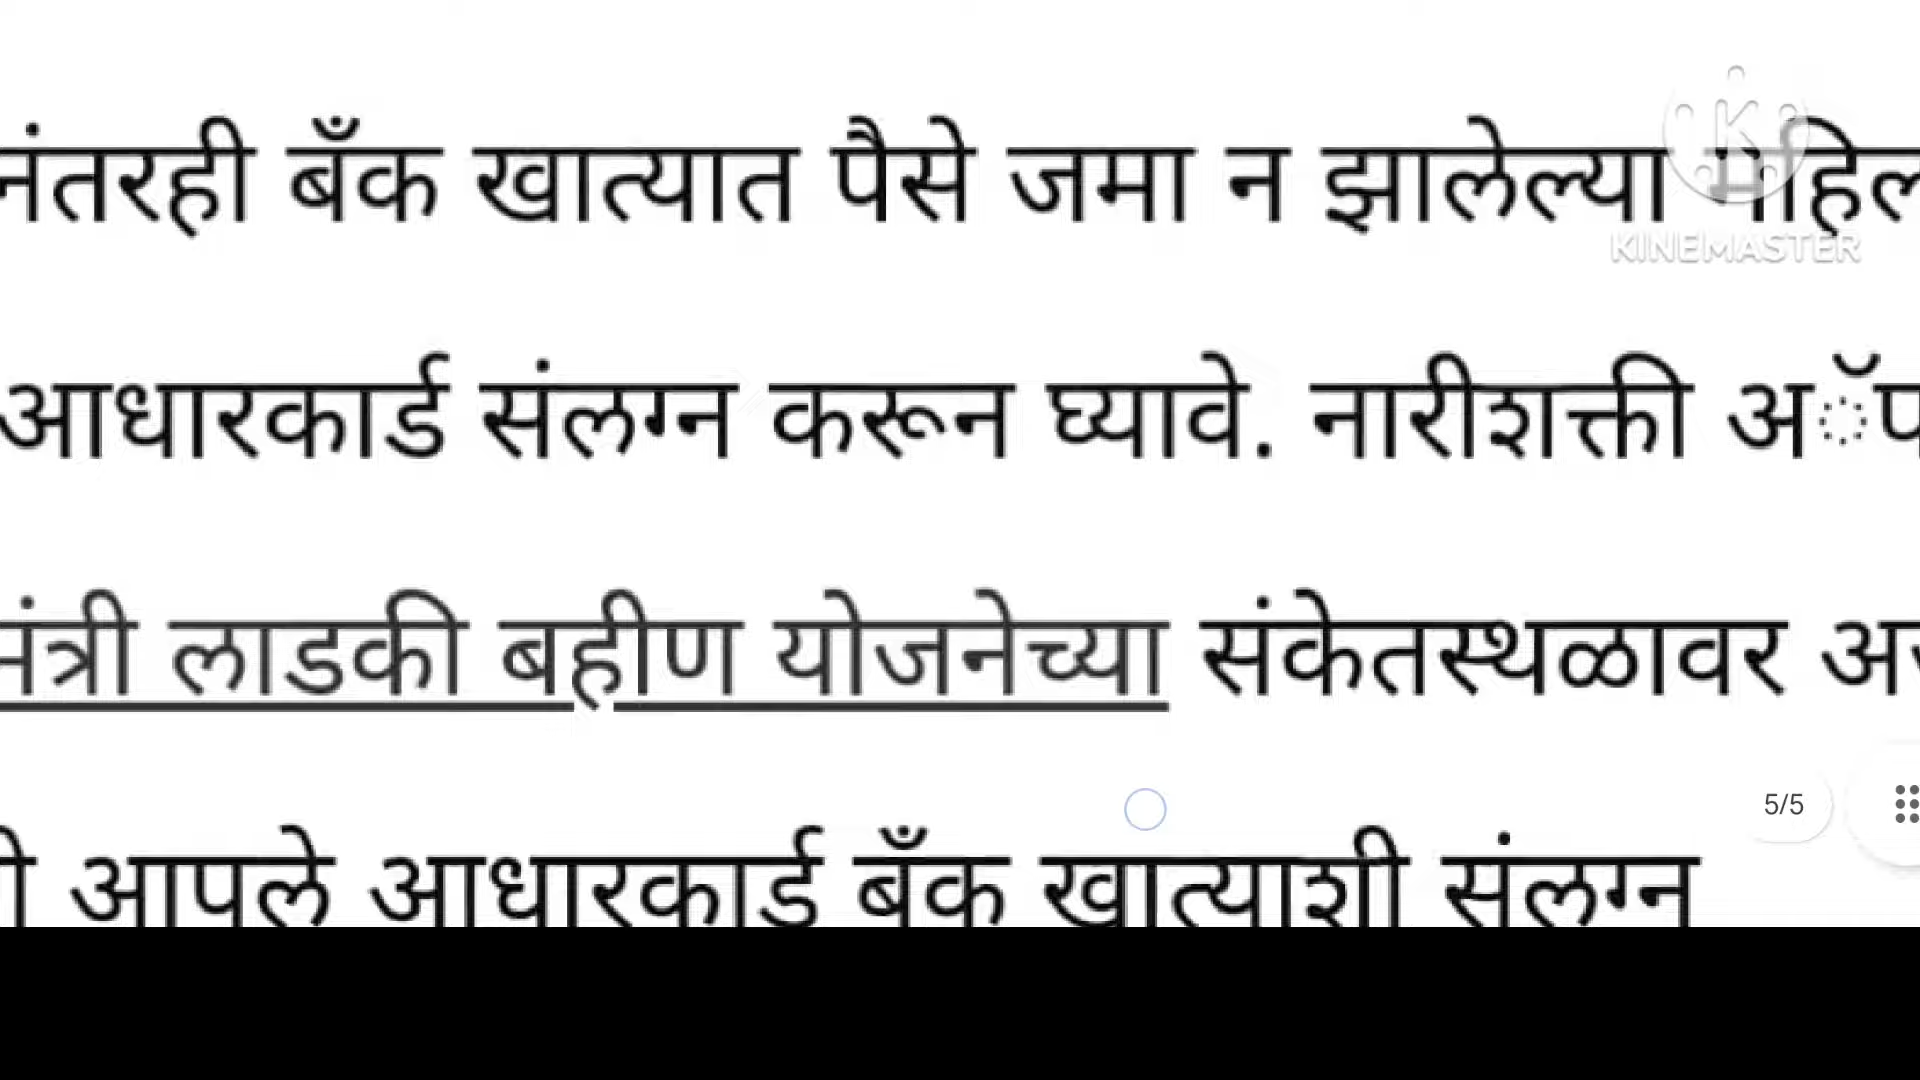 नंतरही बँक खात्यात पैसे जमा न झालेल्या
KINEMASTER
आधारकार्ड संलग्न करून घ्यावे. नारीशक्ती अॅप
मंत्री लाडकी बहीण योजनेच्या संकेतस्थळावर
5/5
आपले आधारकार्ड बँक खात्याशी संलग्न